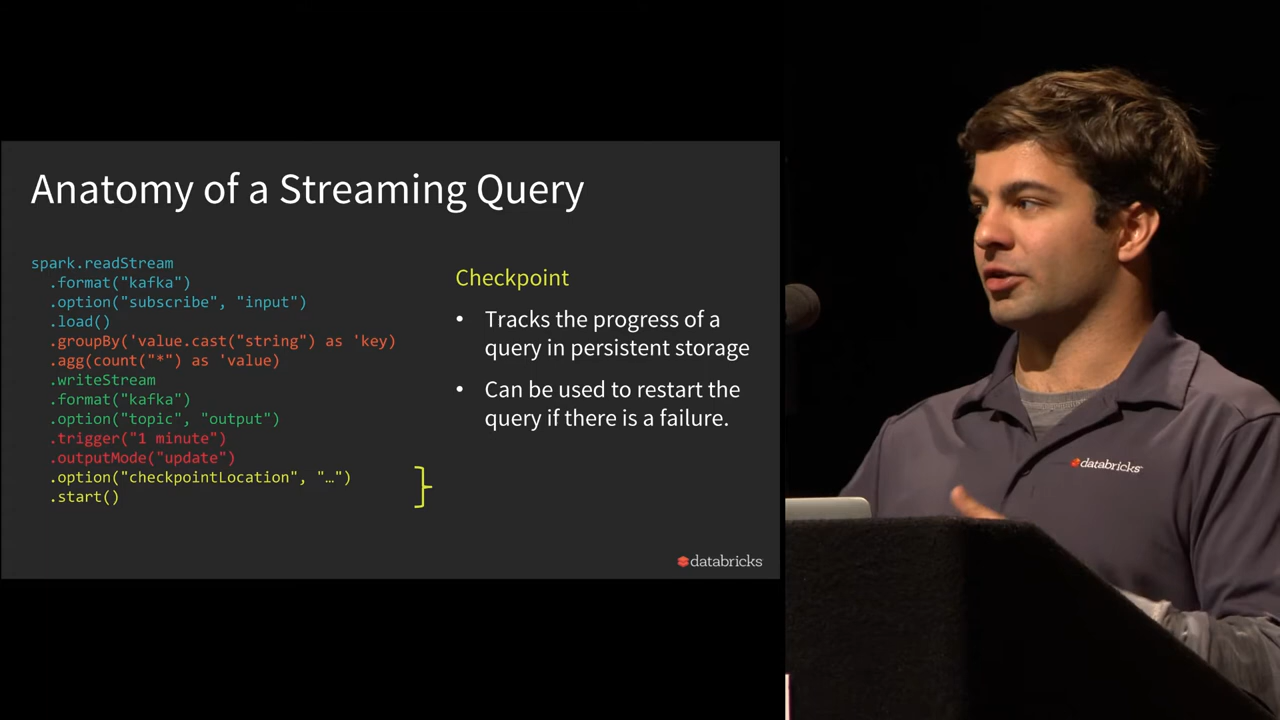 Anatomy of a Streaming Query
spark.readStream
.format("kafka")
.option("subscribe", "input")
.load()
.groupBy('value.cast("string") as 'key)
.agg(count("*") as 'value)
.writeStream
.format("kafka")
.option("topic", "output")
.trigger("1 minute")
.outputMode("update")
.option("checkpointLocation", "…")
.start()
Checkpoint
• Tracks the progress of a
query in persistent storage
• Can be used to restart the
query if there is a failure.
databricks
databricks